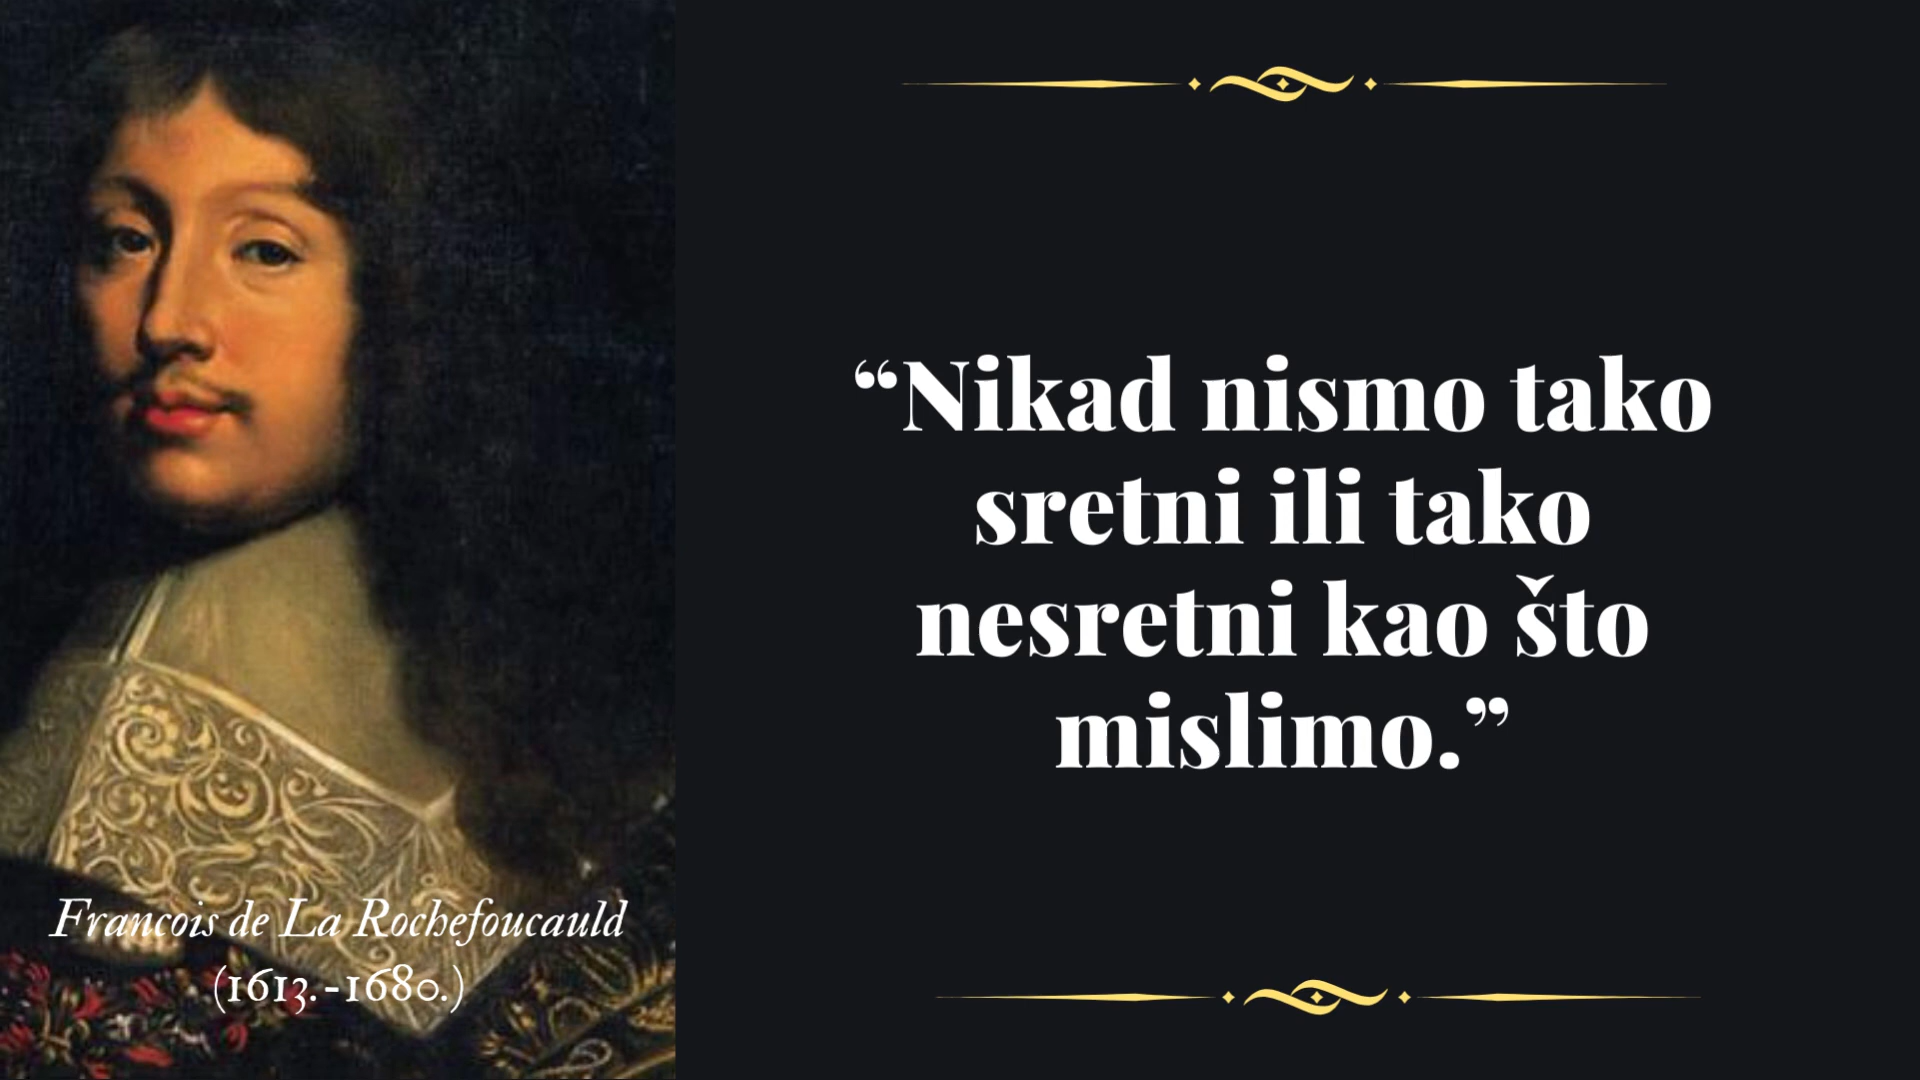 Francois de La Rochefoucauld
(1613.-1680.)
“Nikad nismo tako
sretni ili tako
nesretni kao što
mislimo.”